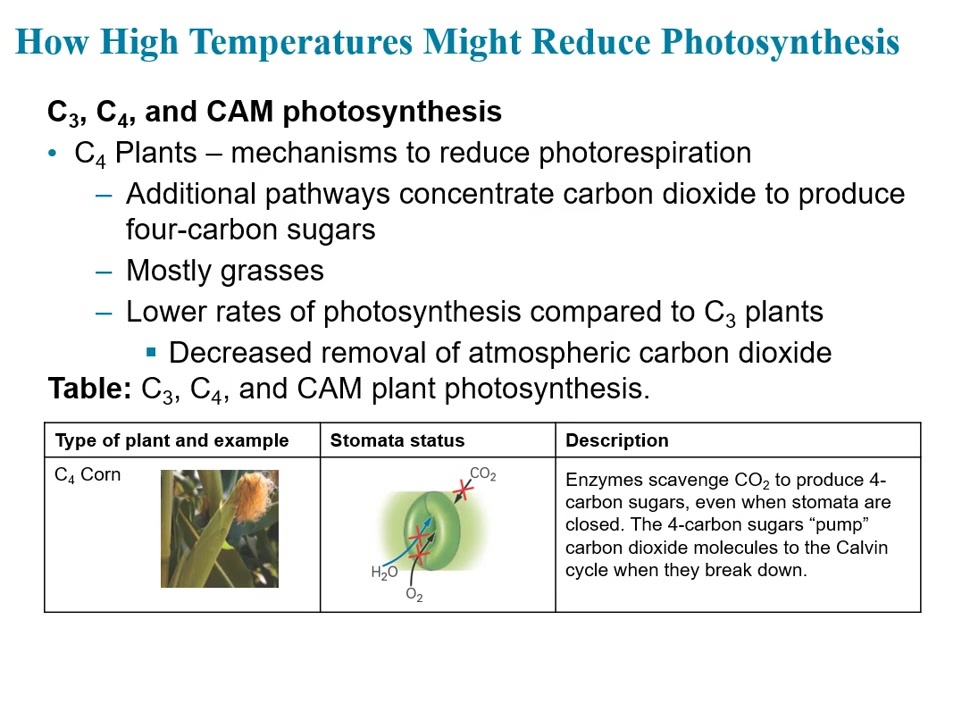 How High Temperatures Might Reduce Photosynthesis
C3, C4, and CAM photosynthesis
• C4 Plants – mechanisms to reduce photorespiration
– Additional pathways concentrate carbon dioxide to produce
four-carbon sugars
– Mostly grasses
– Lower rates of photosynthesis compared to C3 plants
▪ Decreased removal of atmospheric carbon dioxide
Table: C3, C4, and CAM plant photosynthesis.
Type of plant and example Stomata status Description
C4 Corn
CO2
H2O
O2
Enzymes scavenge CO2 to produce 4-
carbon sugars, even when stomata are
closed. The 4-carbon sugars “pump”
carbon dioxide molecules to the Calvin
cycle when they break down.